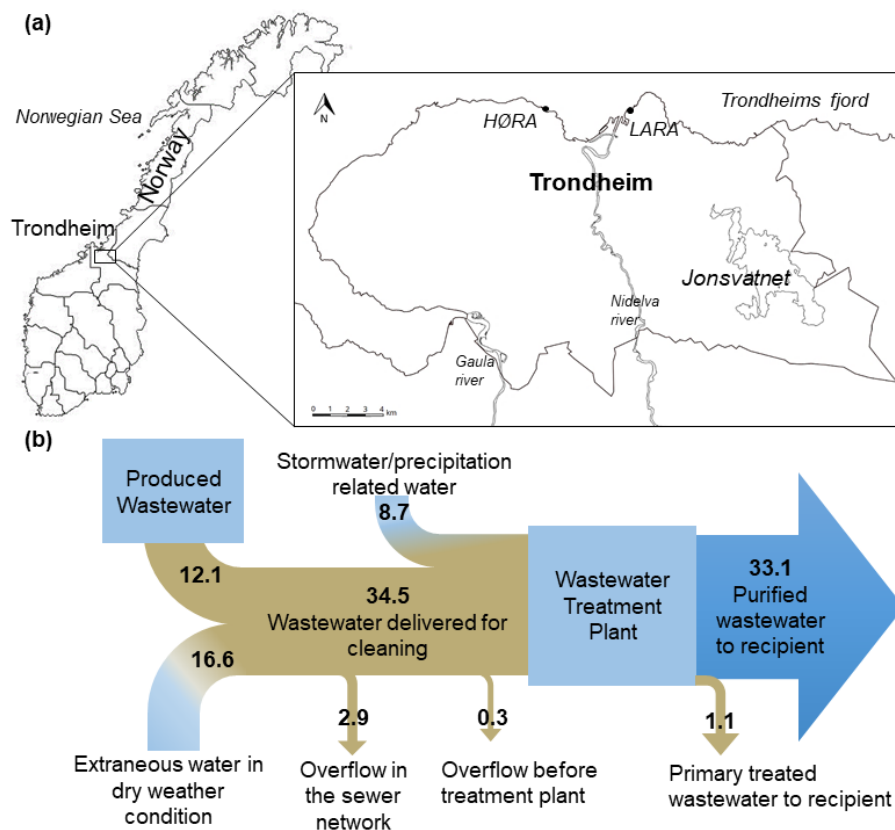 (a)
Norwegian Sea
Norway
Trondheim
N
HØRA
LARA
Trondheims fjord
Trondheim
Jonsvatnet
Nidelva
river
Gaula
river
0 1 2 3 4
km
(b)
Produced
Wastewater
Stormwater/precipitation
related water
8.7
12.1
34.5
Wastewater delivered for
cleaning
16.6
Wastewater
Treatment
Plant
33.1
Purified
wastewater
to recipient
2.9
0.3
1.1
Extraneous water in
dry weather
condition
Overflow in
the sewer
network
Overflow before
treatment plant
Primary treated
wastewater to recipient